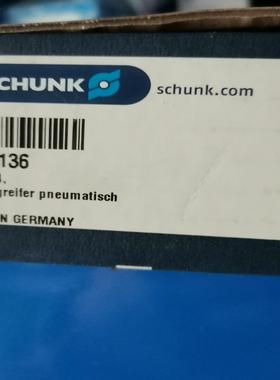 SCHUNK
schunk.com
136
greifer pneumatisch
N GERMANY